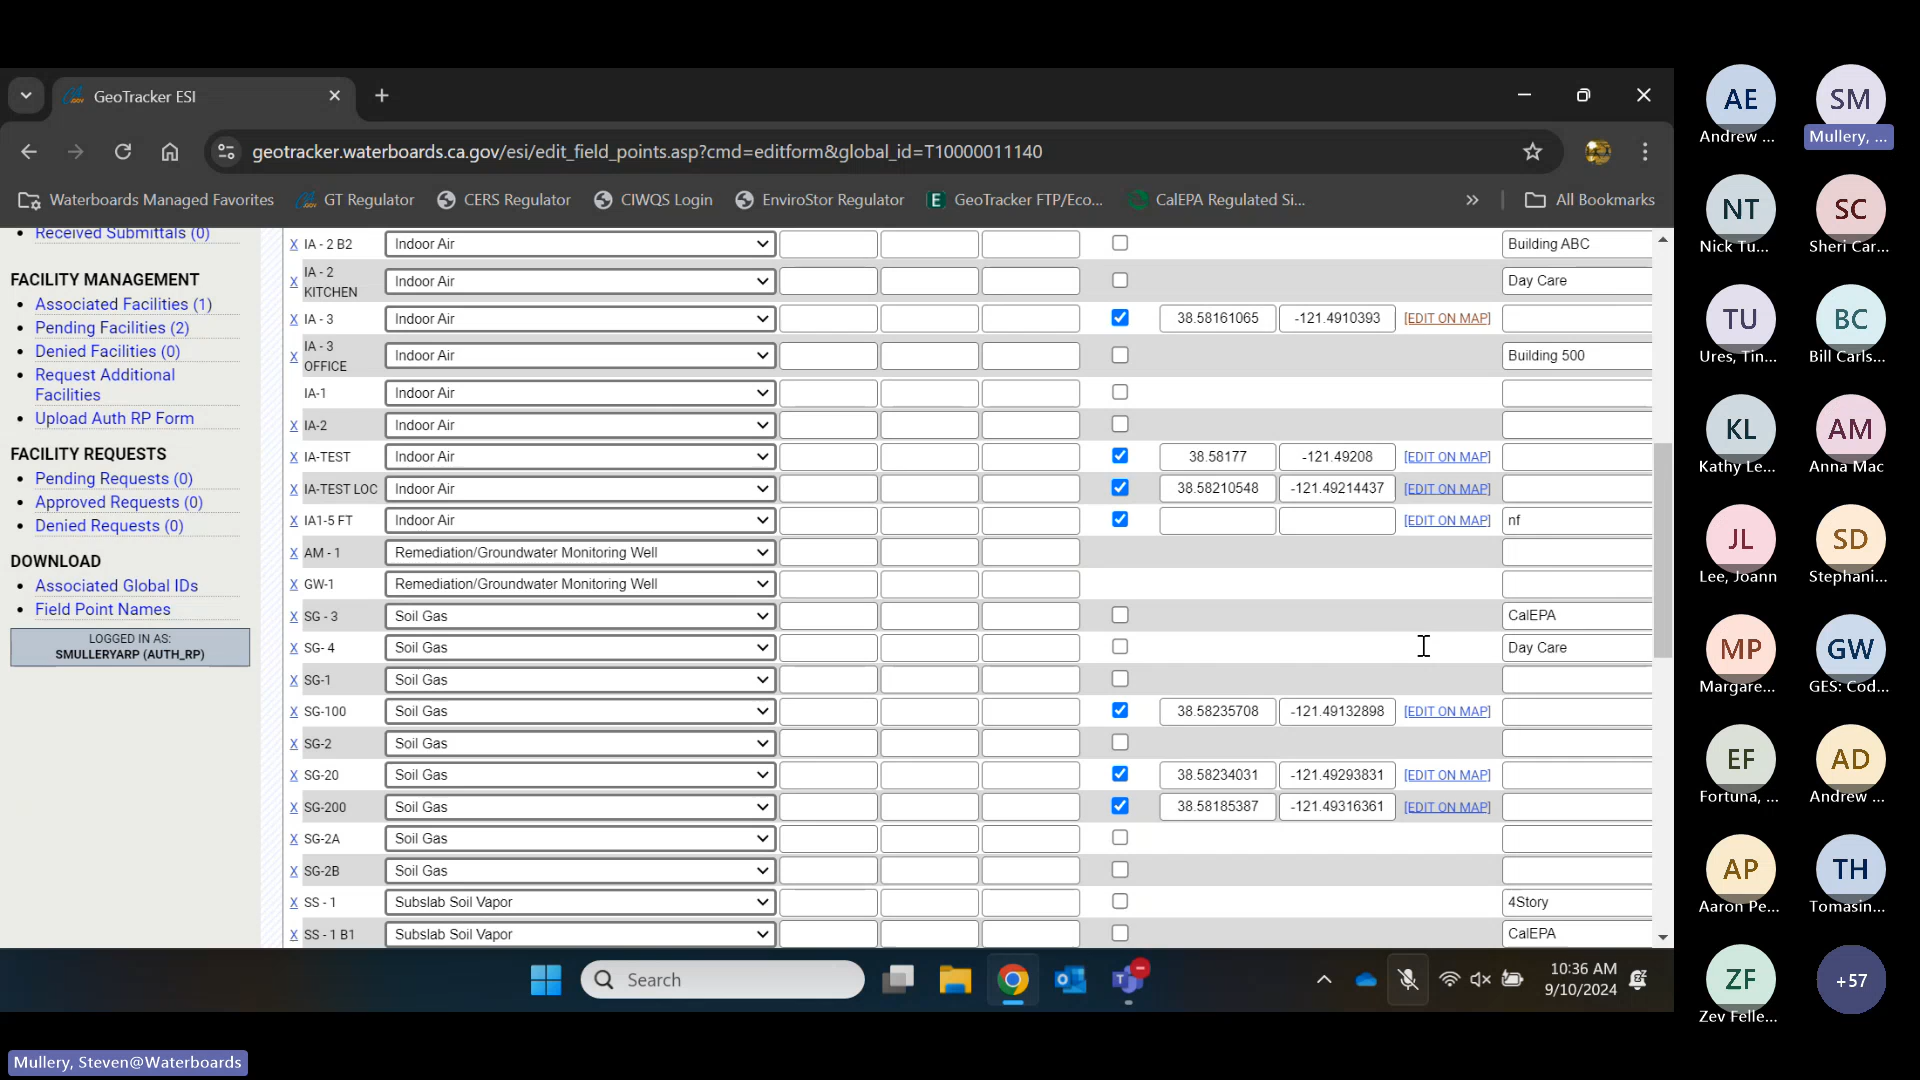 GeoTracker ESI
geotracker.waterboards.ca.gov/esi/edit_field_points.asp?cmd=editform&global_id=T10000011140
Waterboards Managed Favorites GT Regulator CERS Regulator CIWQS Login EnviroStor Regulator GeoTracker FTP/Eco... CalEPA Regulated Si... » All Bookmarks
Received Submittals (0)
FACILITY MANAGEMENT
Associated Facilities (1)
Pending Facilities (2)
Denied Facilities (0)
Request Additional
Facilities
Upload Auth RP Form
FACILITY REQUESTS
Pending Requests (0)
Approved Requests (0)
Denied Requests (0)
DOWNLOAD
Associated Global IDs
Field Point Names
LOGGED IN AS:
SMULLERYARP (AUTH_RP)
X IA - 2 B2 Indoor Air Building ABC
X IA - 2 KITCHEN Indoor Air Day Care
X IA - 3 Indoor Air 38.58161065 -121.4910393 [EDIT ON MAP]
X IA - 3 OFFICE Indoor Air Building 500
IA-1 Indoor Air
X IA-2 Indoor Air
X IA-TEST Indoor Air 38.58177 -121.49208 [EDIT ON MAP]
X IA-TEST LOC Indoor Air 38.58210548 -121.49214437 [EDIT ON MAP]
X IA1-5 FT Indoor Air [EDIT ON MAP] nf
X AM - 1 Remediation/Groundwater Monitoring Well
X GW-1 Remediation/Groundwater Monitoring Well
X SG - 3 Soil Gas CalEPA
X SG- 4 Soil Gas Day Care
X SG-1 Soil Gas
X SG-100 Soil Gas 38.58235708 -121.49132898 [EDIT ON MAP]
X SG-2 Soil Gas
X SG-20 Soil Gas 38.58234031 -121.49293831 [EDIT ON MAP]
X SG-200 Soil Gas 38.58185387 -121.49316361 [EDIT ON MAP]
X SG-2A Soil Gas
X SG-2B Soil Gas
X SS - 1 Subslab Soil Vapor 4Story
X SS - 1 B1 Subslab Soil Vapor CalEPA
Search
10:36 AM
9/10/2024
AE SM
Andrew ... Mullery, ...
NT SC
Nick Tu... Sheri Car...
TU BC
Ures, Tin... Bill Carls...
KL AM
Kathy Le... Anna Mac
JL SD
Lee, Joann Stephani...
MP GW
Margare... GES: Cod...
EF AD
Fortuna, ... Andrew ...
AP TH
Aaron Pe... Tomasin...
ZF +57
Zev Felle...
Mullery, Steven@Waterboards